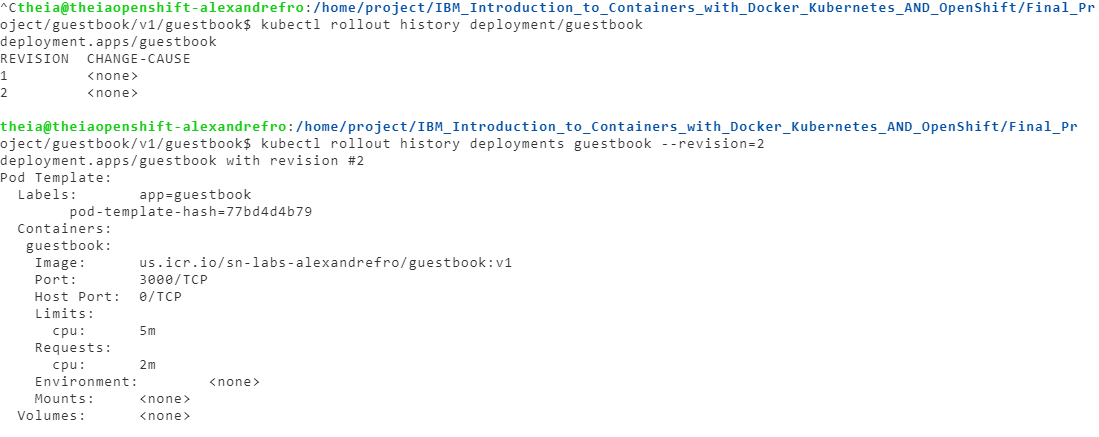 ^Ctheia@theiaopenshift-alexandrefro:/home/project/IBM_Introduction_to_Containers_with_Docker_Kubernetes_AND_OpenShift/Final_Pr
oject/guestbook/v1/guestbook$ kubectl rollout history deployment/guestbook
deployment.apps/guestbook
REVISION  CHANGE-CAUSE
1         <none>
2         <none>
theia@theiaopenshift-alexandrefro:/home/project/IBM_Introduction_to_Containers_with_Docker_Kubernetes_AND_OpenShift/Final_Pr
oject/guestbook/v1/guestbook$ kubectl rollout history deployments guestbook --revision=2
deployment.apps/guestbook with revision #2
Pod Template:
  Labels:       app=guestbook
        pod-template-hash=77bd4d4b79
  Containers:
   guestbook:
    Image:      us.icr.io/sn-labs-alexandrefro/guestbook:v1
    Port:       3000/TCP
    Host Port:  0/TCP
    Limits:
      cpu:      5m
    Requests:
      cpu:      2m
    Environment:        <none>
    Mounts:     <none>
  Volumes:      <none>